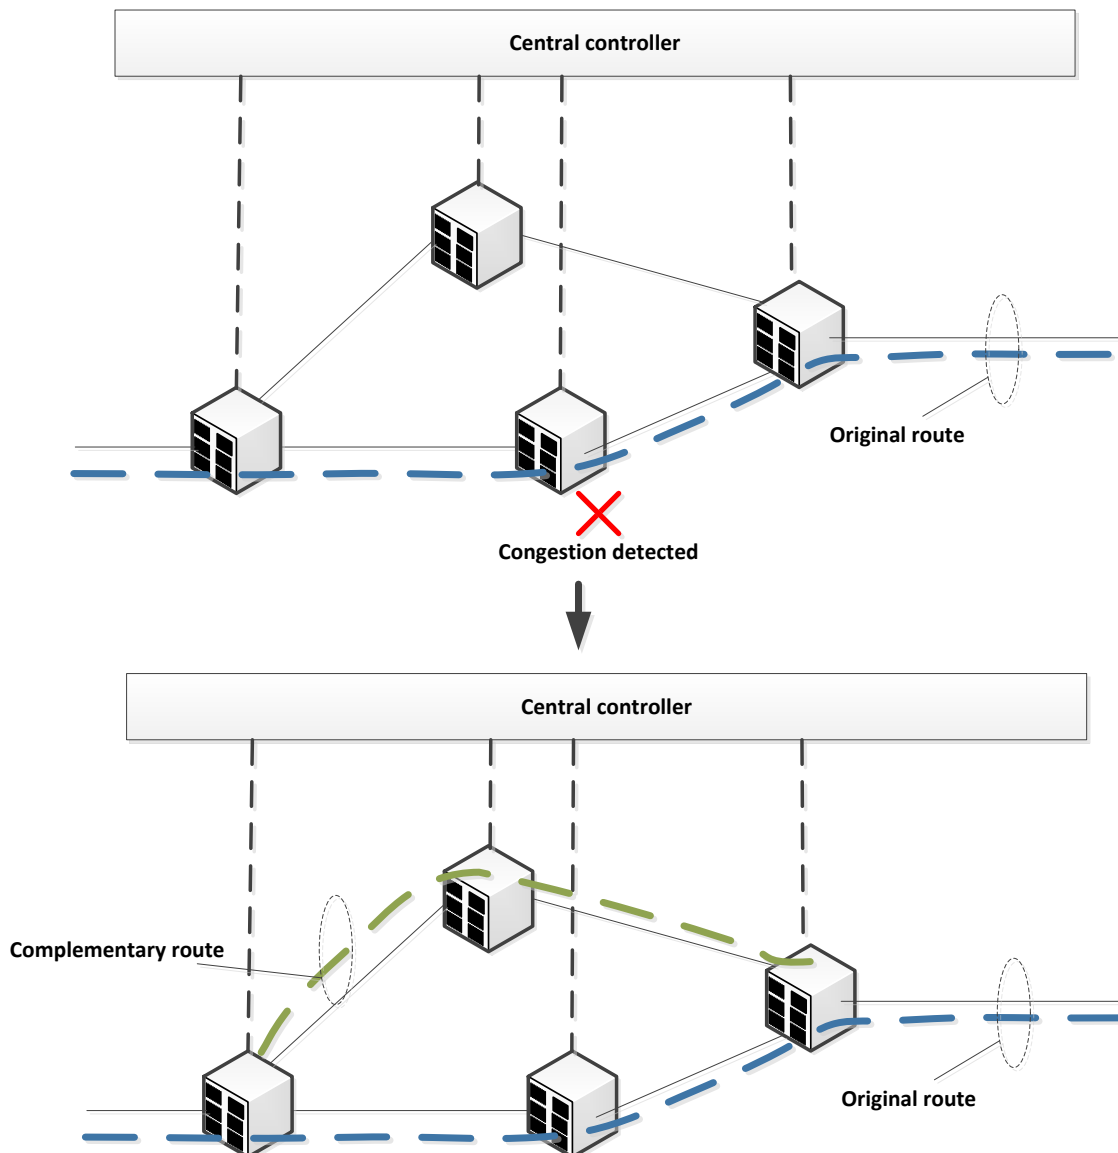 Central controller
Original route
Congestion detected
Central controller
Complementary route
Original route